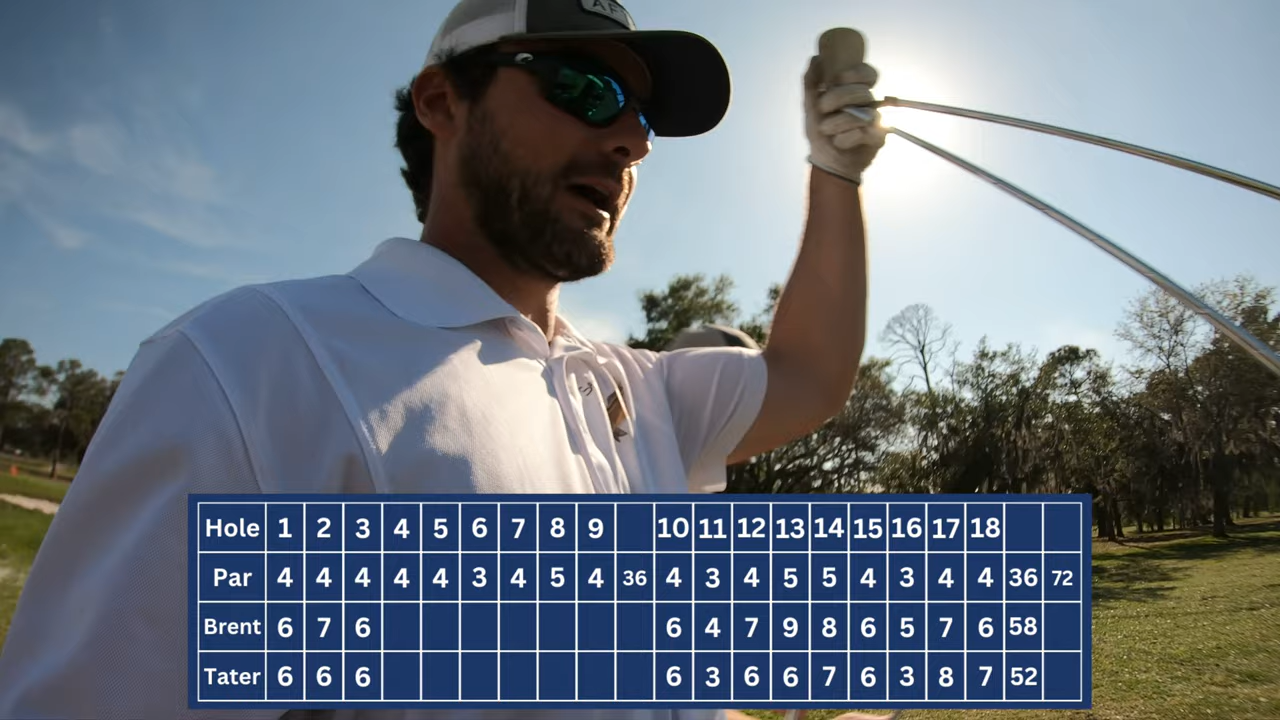 AFT
Hole 1 2 3 4 5 6 7 8 9 10 11 12 13 14 15 16 17 18
Par 4 4 4 4 4 3 4 5 4 36 4 3 4 5 5 4 3 4 4 36 72
Brent 6 7 6 6 4 7 9 8 6 5 7 6 58
Tater 6 6 6 6 3 6 6 7 6 3 8 7 52